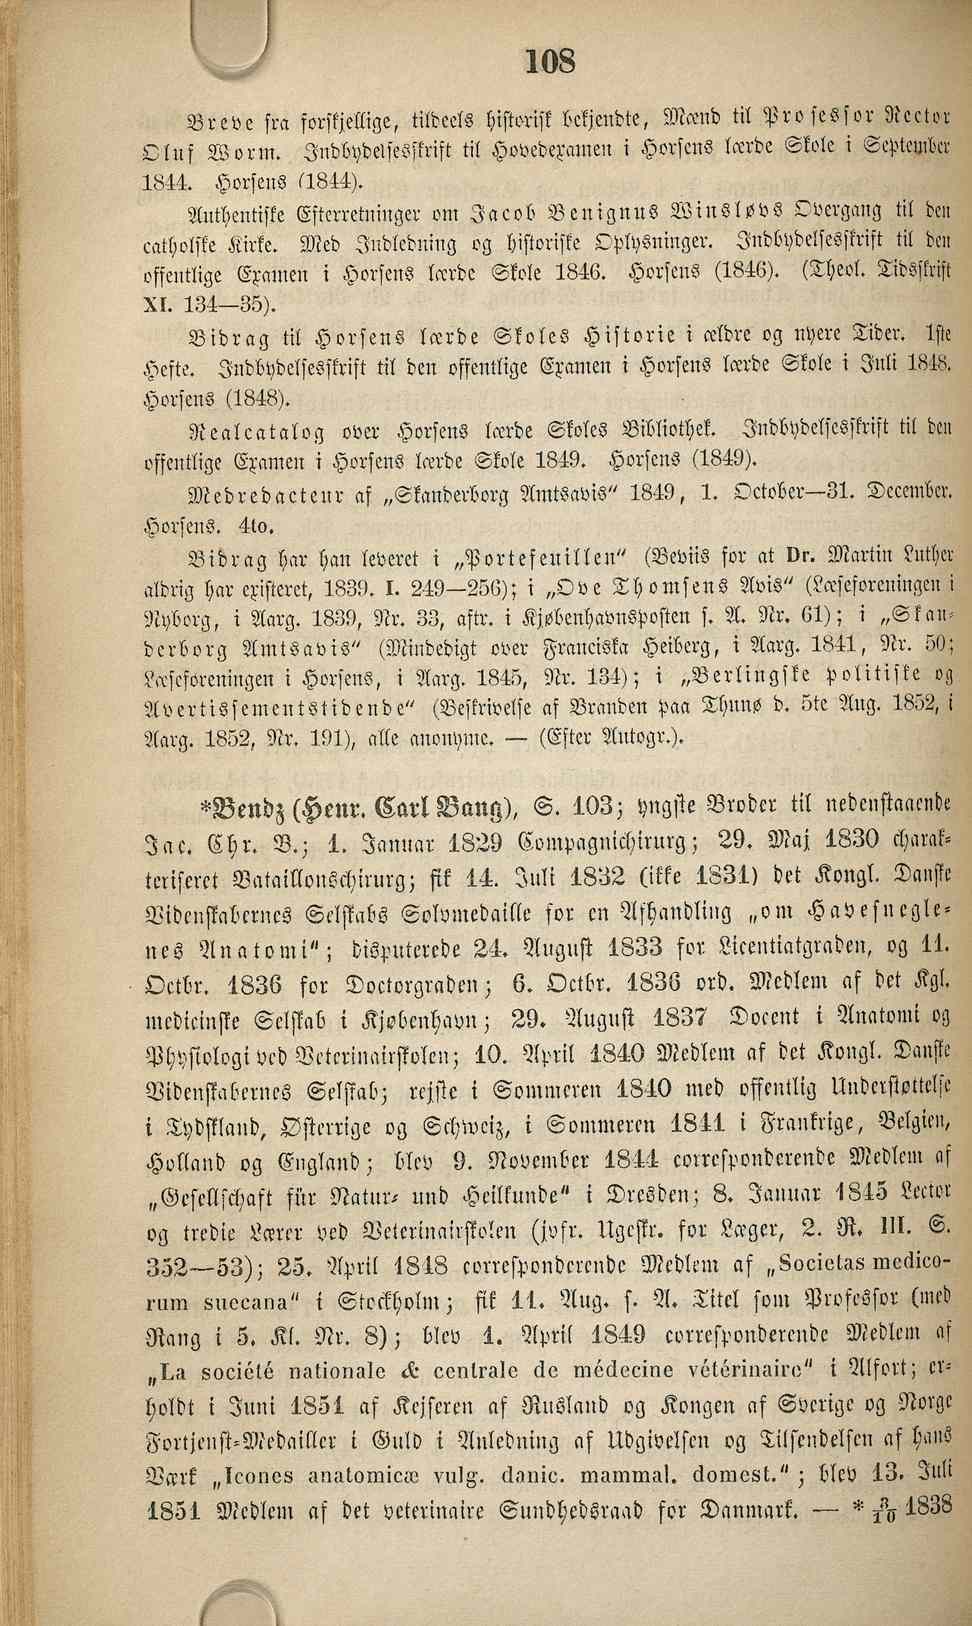 108
Breve fra forskjellige, tildeels historisk bekjendte, Mænd til Professor Rector
Oluf Worm. Indbydelsesskrift til Hovedexamen i Horsens lærde Skole i September
1844. Horsens (1844).
Authentiske Efterretninger om Jacob Benignus Winsløvs Overgang til den
catholske Kirke. Med Indledning og historiske Oplysninger. Indbydelsesskrift til den
offentlige Examen i Horsens lærde Skole 1846. Horsens (1846). (Theol. Tidsskrift
XI. 134—35).
Bidrag til Horsens lærde Skoles Historie i ældre og nyere Tider. 1ste
Hefte. Indbydelsesskrift til den offentlige Examen i Horsens lærde Skole i Juli 1848.
Horsens (1848).
Realcatalog over Horsens lærde Skoles Bibliothek. Indbydelsesskrift til den
offentlige Examen i Horsens lærde Skole 1849. Horsens (1849).
Medredacteur af „Skanderborg Amtsavis“ 1849, 1. October—31. December.
Horsens. 4to.
Bidrag har han leveret i „Portefeuillen“ (Beviis for at Dr. Martin Luther
aldrig har existeret, 1839. I. 249—256); i „Ove Thomsens Avis“ (Læseforeningen i
Nyborg, i Aarg. 1839, Nr. 33, aftr. i Kjøbenhavnsposten s. A. Nr. 61); i „Skan-
derborg Amtsavis“ (Mindedigt over Franciska Heiberg, i Aarg. 1841, Nr. 50;
Læseforeningen i Horsens, i Aarg. 1845, Nr. 134); i „Berlingske politiske og
Avertissementstidende“ (Beskrivelse af Branden paa Thunø d. 5te Aug. 1852, i
Aarg. 1852, Nr. 191), alle anonyme. — (Efter Autogr.).
*Bendz (Henr. Carl Bang), S. 103; yngste Broder til nedenstaaende
Jac. Chr. B.; 1. Januar 1829 Compagnichirurg; 29. Maj 1830 charak-
teriseret Bataillonschirurg; fik 14. Juli 1832 (ikke 1831) det Kongl. Danske
Videnskabernes Selskabs Solvmedaille for en Afhandling „om Havesnegle-
nes Anatomi“; disputerede 24. August 1833 for Licentiatgraden, og 11.
Octbr. 1836 for Doctorgraden; 6. Octbr. 1836 ord. Medlem af det Kgl.
medicinske Selskab i Kjøbenhavn; 29. August 1837 Docent i Anatomi og
Physiologi ved Veterinairskolen; 10. April 1840 Medlem af det Kongl. Danske
Videnskabernes Selskab; rejste i Sommeren 1840 med offentlig Understøttelse
i Tydskland, Østerrige og Schweiz, i Sommeren 1841 i Frankrige, Belgien,
Holland og England; blev 9. November 1844 corresponderende Medlem af
„Gesellschaft für Natur- und Heilkunde“ i Dresden; 8. Januar 1845 Lector
og tredie Lærer ved Veterinairskolen (jvfr. Ugeskr. for Læger, 2. R. III. S.
352—53); 25. April 1848 corresponderende Medlem af „Societas medico-
rum suecana“ i Stockholm; fik 11. Aug. s. A. Titel som Professor (med
Rang i 5. Kl. Nr. 8); blev 1. April 1849 corresponderende Medlem af
„La société nationale & centrale de médecine vétérinaire“ i Alfort; er-
holdt i Juni 1851 af Kejseren af Rusland og Kongen af Sverige og Norge
Fortjenst-Medailler i Guld i Anledning af Udgivelsen og Tilsendelsen af hans
Værk „Icones anatomicæ vulg. danic. mammal. domest.“; blev 13. Juli
1851 Medlem af det veterinaire Sundhedsraad for Danmark. — * 3/10 1838